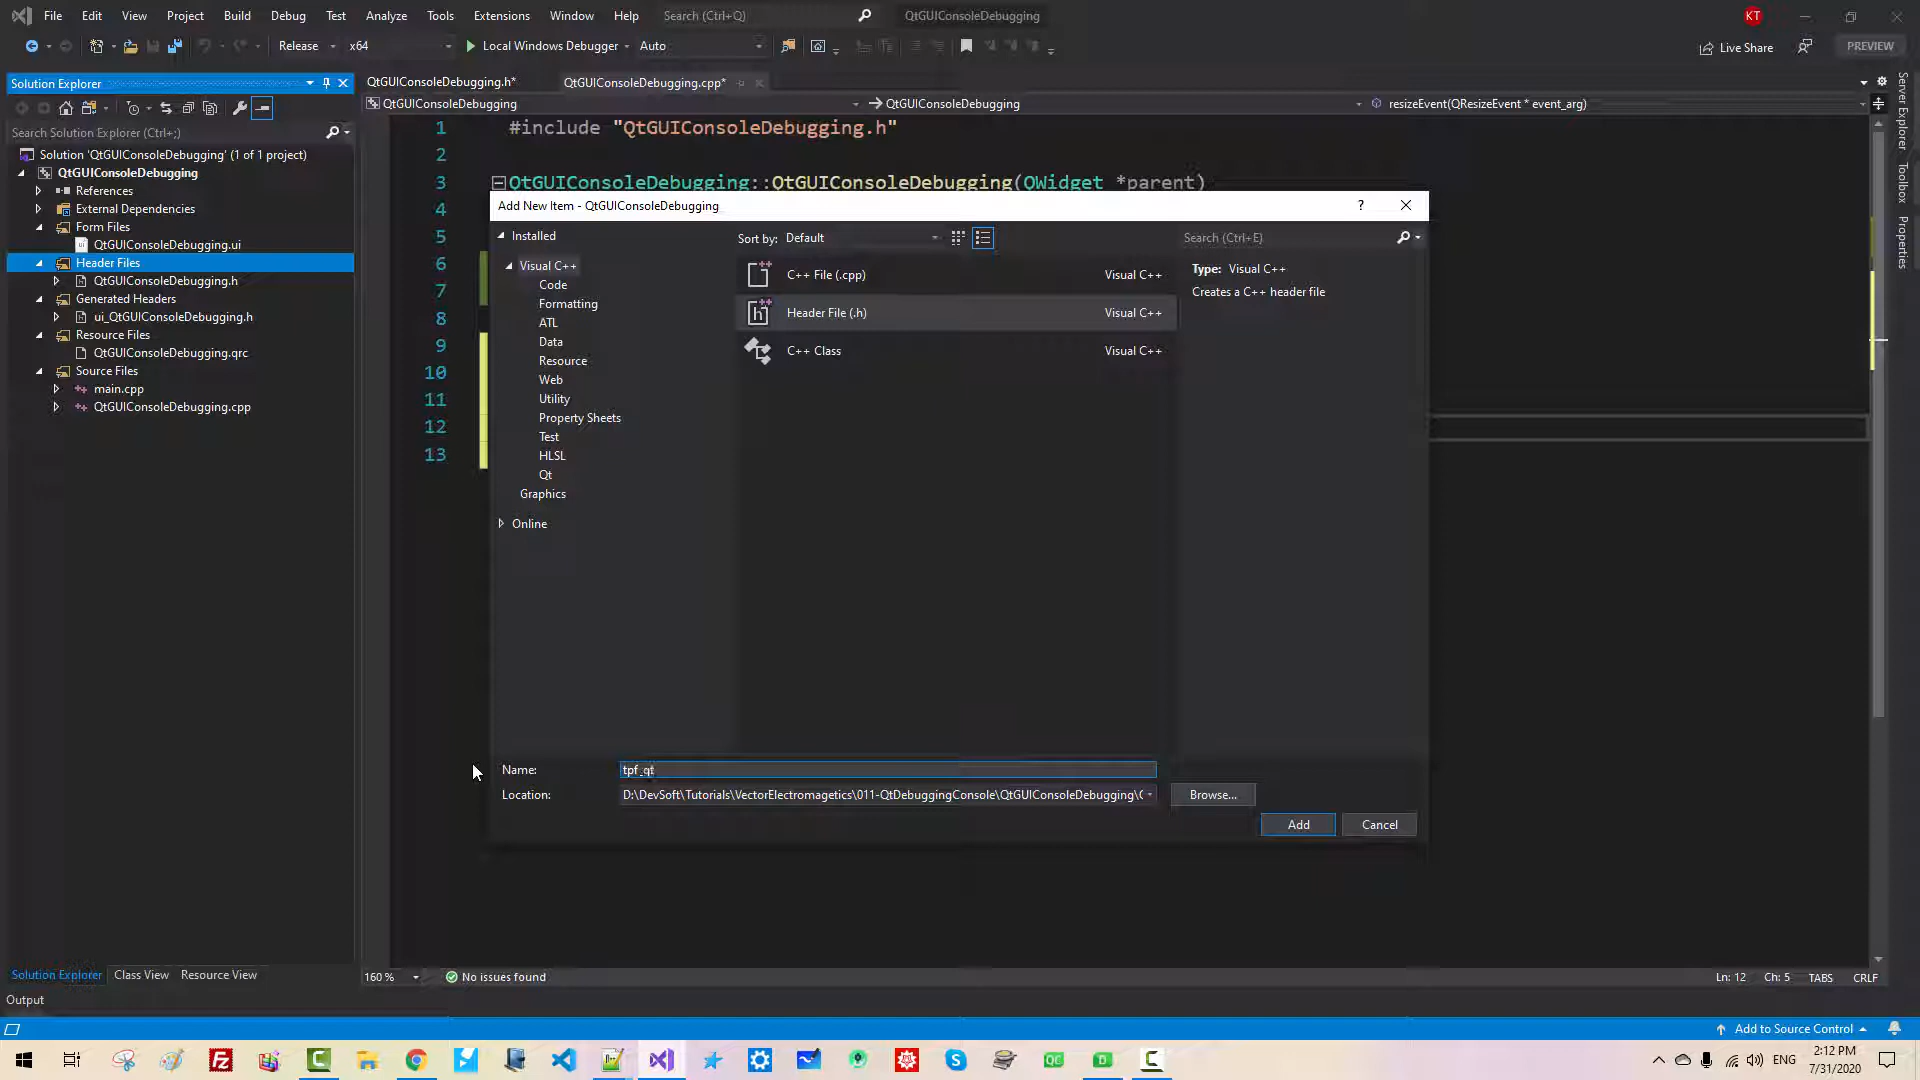 File Edit View Project Build Debug Test Analyze Tools Extensions Window Help Search (Ctrl+Q) QtGUIConsoleDebugging KT
Release x64 Local Windows Debugger Auto Live Share PREVIEW
Solution Explorer
Search Solution Explorer (Ctrl+;)
Solution 'QtGUIConsoleDebugging' (1 of 1 project)
QtGUIConsoleDebugging
References
External Dependencies
Form Files
QtGUIConsoleDebugging.ui
Header Files
QtGUIConsoleDebugging.h
Generated Headers
ui_QtGUIConsoleDebugging.h
Resource Files
QtGUIConsoleDebugging.qrc
Source Files
main.cpp
QtGUIConsoleDebugging.cpp
Solution Explorer Class View Resource View
Output
QtGUIConsoleDebugging.h* QtGUIConsoleDebugging.cpp*
QtGUIConsoleDebugging QtGUIConsoleDebugging resizeEvent(QResizeEvent * event_arg)
1 #include "QtGUIConsoleDebugging.h"
2
3 QtGUIConsoleDebugging::QtGUIConsoleDebugging(QWidget *parent)
4
5
6
7
8
9
10
11
12
13
Add New Item - QtGUIConsoleDebugging ?
Installed
Visual C++
Code
Formatting
ATL
Data
Resource
Web
Utility
Property Sheets
Test
HLSL
Qt
Graphics
Online
Sort by: Default
C++ File (.cpp) Visual C++
Header File (.h) Visual C++
C++ Class Visual C++
Search (Ctrl+E)
Type: Visual C++
Creates a C++ header file
Name: tpf_qt
Location: D:\DevSoft\Tutorials\VectorElectromagetics\011-QtDebuggingConsole\QtGUIConsoleDebugging\
Browse...
Add Cancel
160 % No issues found Ln: 12 Ch: 5 TABS CRLF
Server Explorer
Toolbox
Properties
Add to Source Control
ENG 2:12 PM
7/31/2020